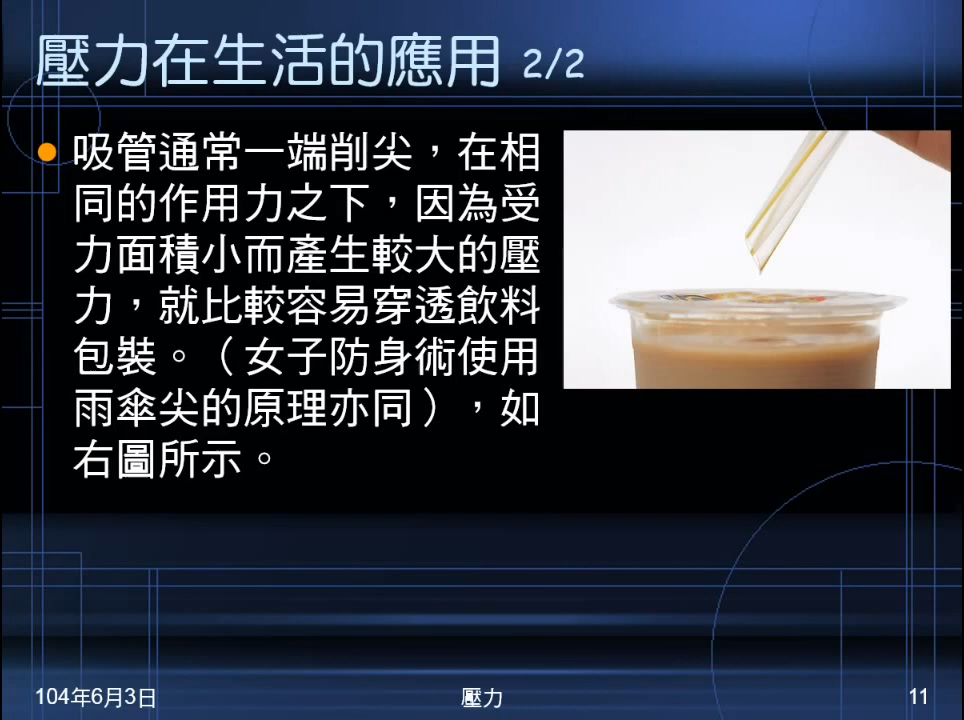 壓力在生活的應用 2/2
吸管通常一端削尖，在相
同的作用力之下，因為受
力面積小而產生較大的壓
力，就比較容易穿透飲料
包裝。（女子防身術使用
雨傘尖的原理亦同），如
右圖所示。
104年6月3日
壓力
11